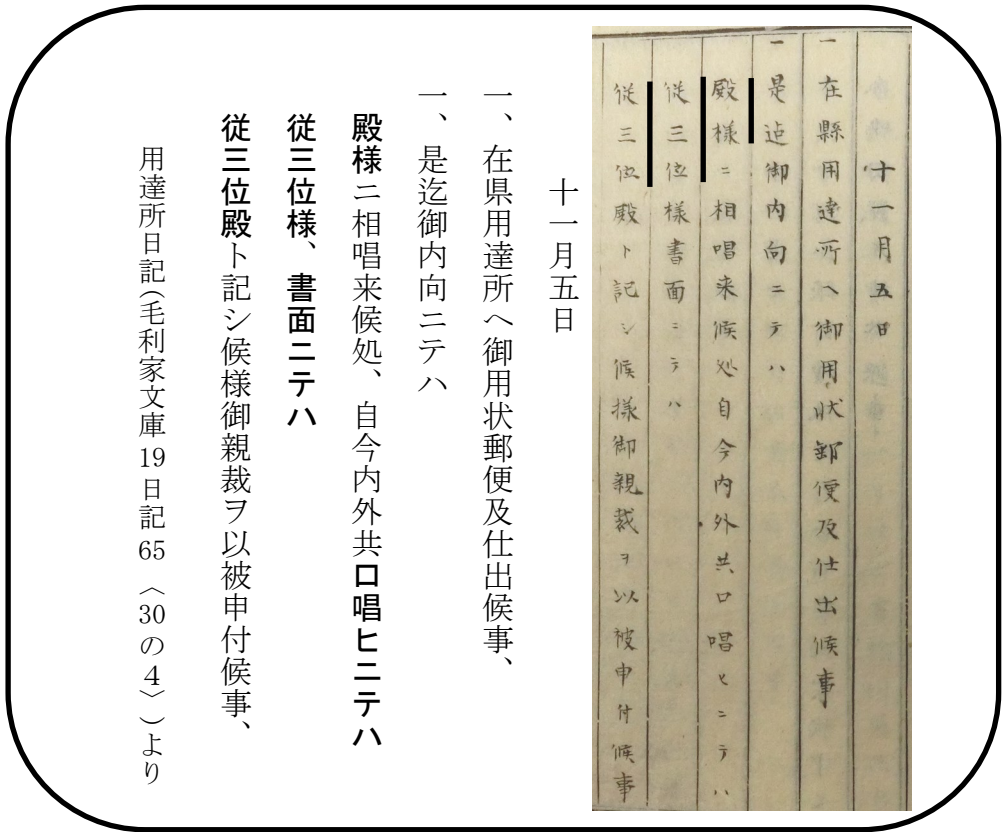 十一月五日
一在縣用達所へ御用状郵便及仕出候事
一是迠御内向ニテハ
殿様ニ相唱来候処自今内外共口唱ヒニテハ
従三位様書面ニテハ
従三位殿ト記シ候様御親裁ヲ以被申付候事
十一月五日
一、在県用達所へ御用状郵便及仕出候事、
一、是迄御内向ニテハ
殿様ニ相唱来候処、自今内外共口唱ヒニテハ
従三位様、書面ニテハ
従三位殿ト記シ候様御親裁ヲ以被申付候事、
用達所日記(毛利家文庫19日記65〈30の4〉)より